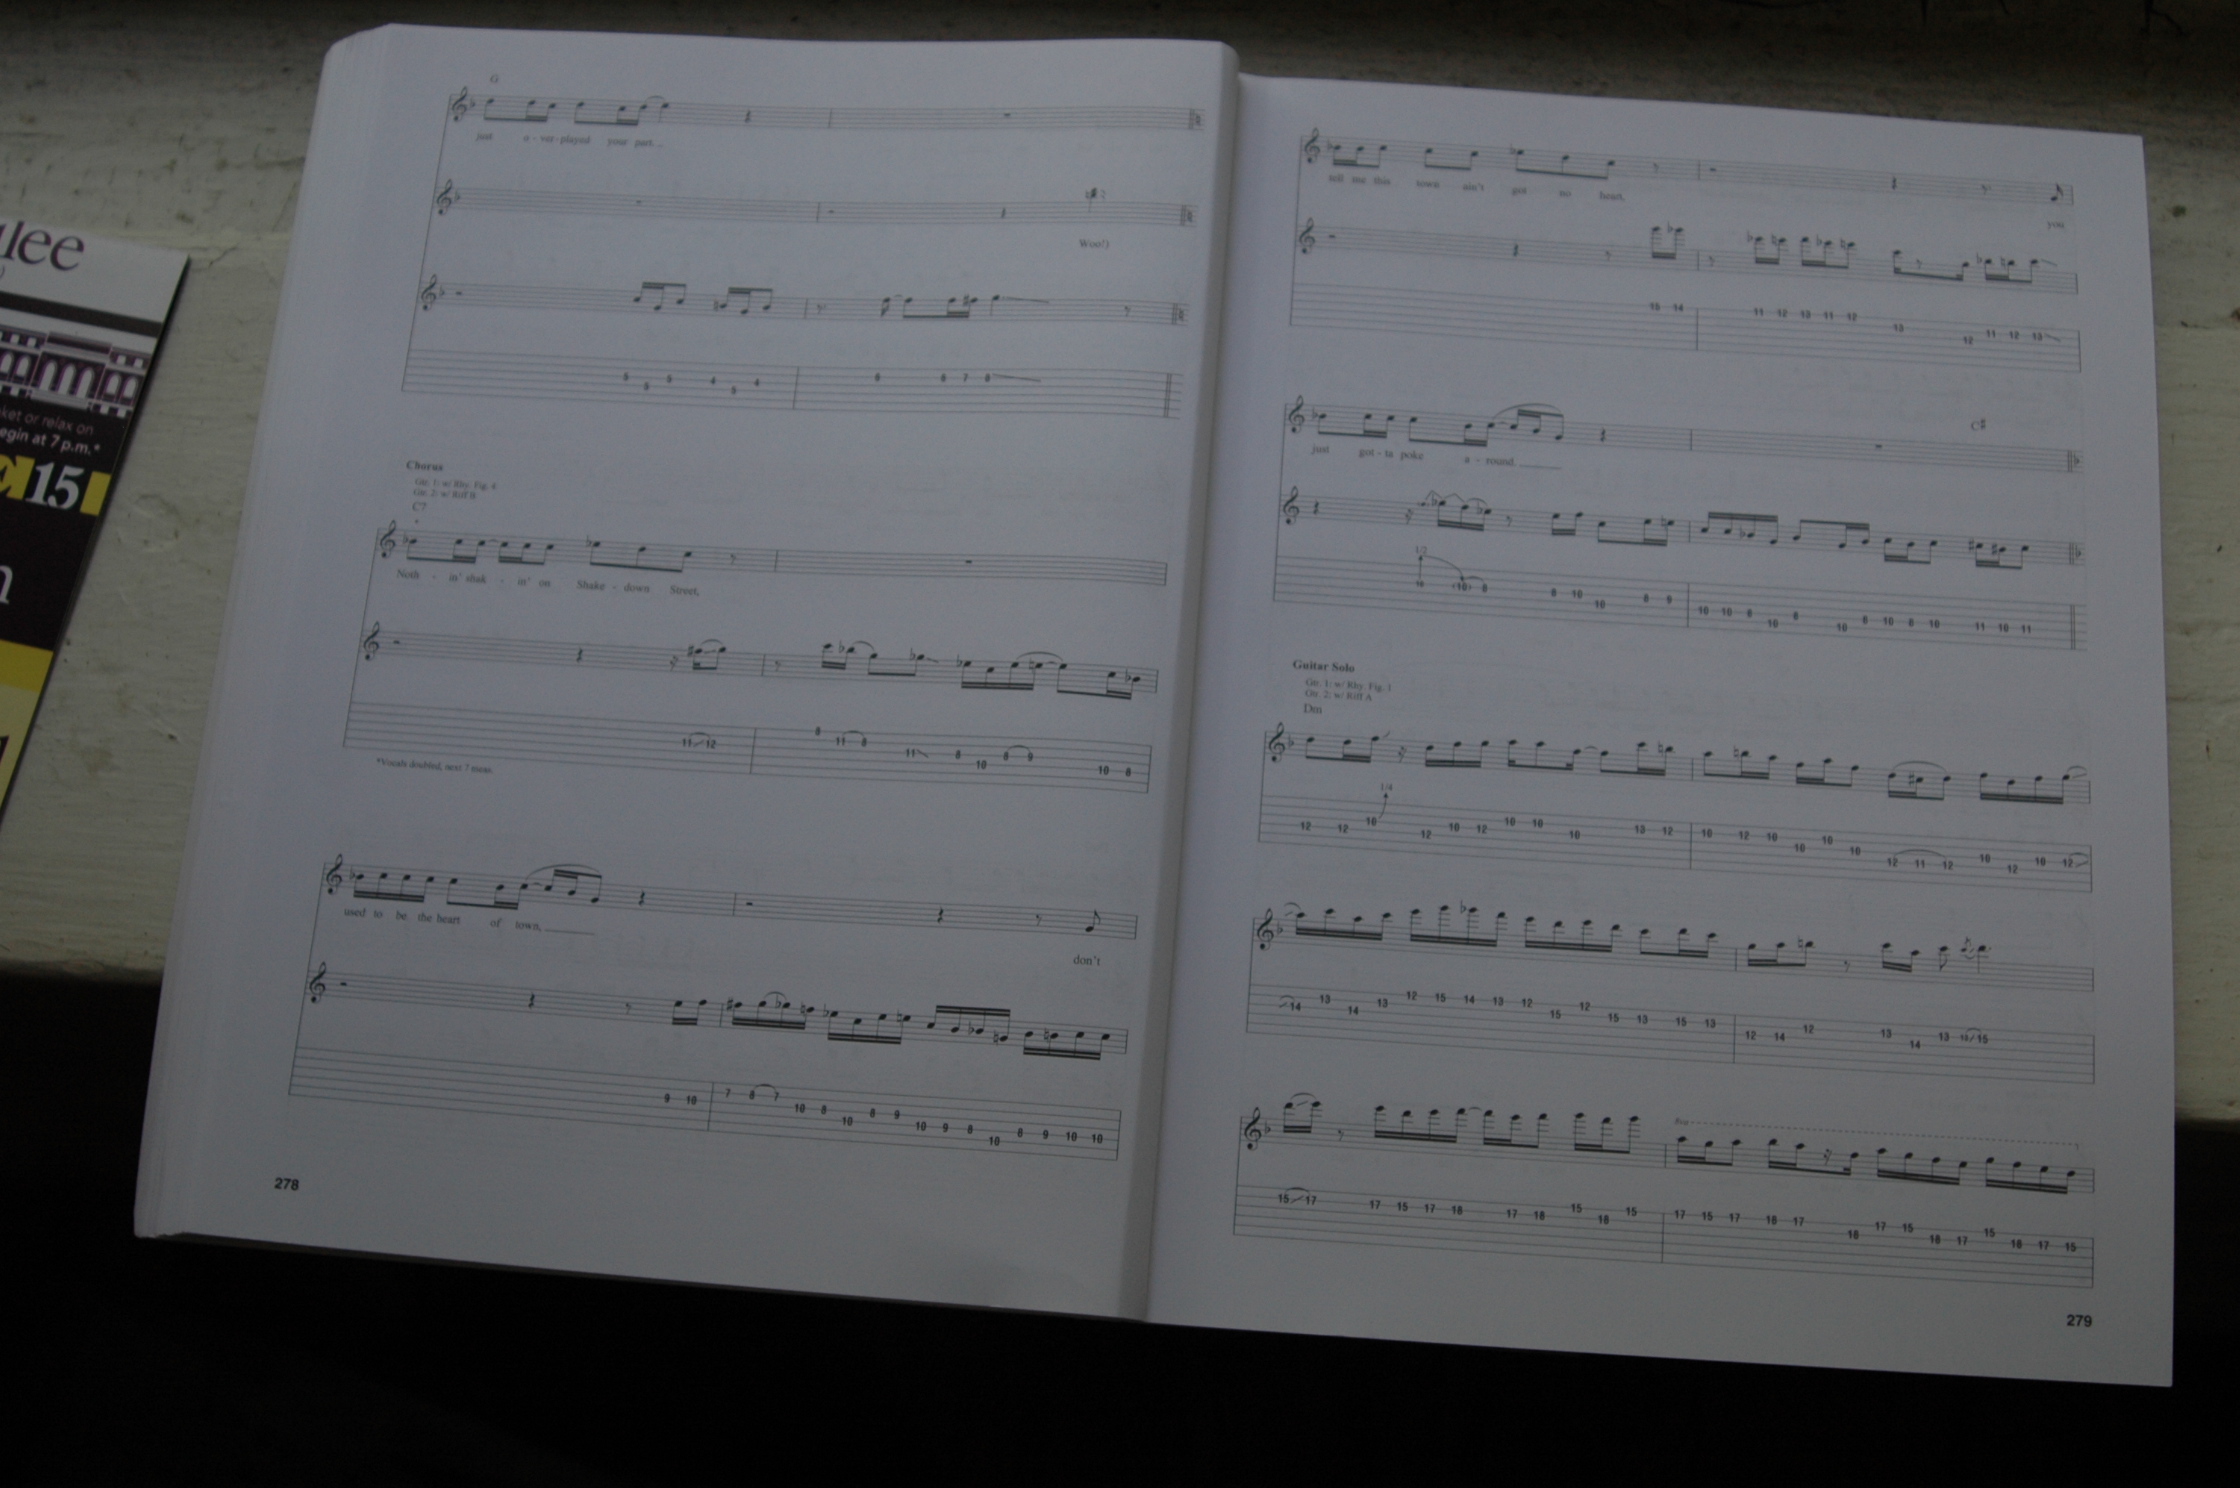 lee
ket or relax on
egin at 7 p.m.*
15
n
G
just o - ver - played your part.
Woo!)
5 5 5 4 5 4 6 6 7 8
Chorus
Gtr. 1: w/ Rhy. Fig. 4
Gtr. 2: w/ Riff B
C7
*
Noth - in' shak - in' on Shake - down Street,
11 12 8 11 8 11 8 10 8 9 10 8
*Vocals doubled, next 7 meas.
used to be the heart of town,
don't
9 10 7 8 7 10 8 10 8 9 10 9 8 10 8 9 10 10
278
tell me this town ain't got no heart,
you
15 14 11 12 13 11 12 13 12 11 12 13
C#
just got - ta poke a - round
1/2
(10) 8 8 10 10 8 9 10 10 8 10 8 10 8 10 8 10 11 10 11
Guitar Solo
Gtr. 1: w/ Rhy. Fig. 1
Gtr. 2: w/ Riff A
Dm
1/4
12 12 10 12 10 12 10 10 10 13 12 10 12 10 10 10 10 12 11 12 10 12 10 12
14 13 14 13 12 15 14 13 12 15 12 15 13 15 13 12 14 12 13 14 13 13 15
8va
15 17 17 15 17 18 17 18 15 18 15 17 15 17 18 17 18 17 15 18 17 15 18 17 15
279